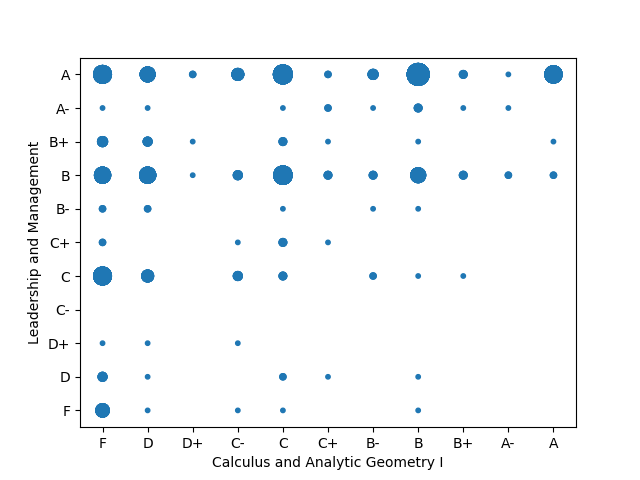 A
A-
B+
B
B-
C+
C
C-
D+
D
F
Leadership and Management
F D D+ C- C C+ B- B B+ A- A
Calculus and Analytic Geometry I